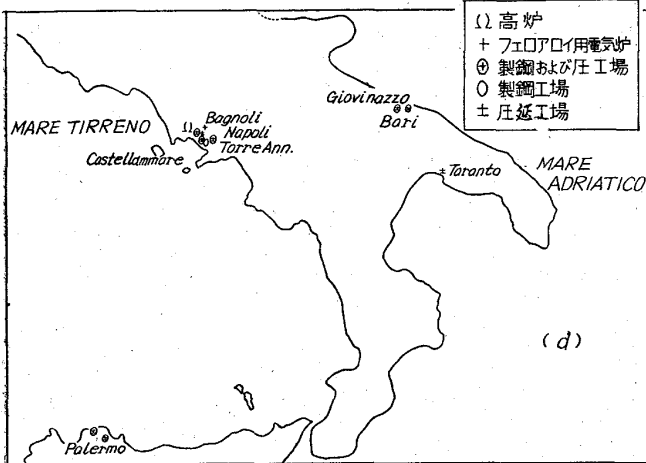 Ω 高炉
+ フェロアロイ用電気炉
⊕ 製鋼および圧工場
O 製鋼工場
± 圧延工場
Giovinazzo
Bari
MARE TIRRENO
Bagnoli
Napoli
Torre Ann.
Castellammare
MARE
ADRIATICO
Taranto
(d)
Palermo